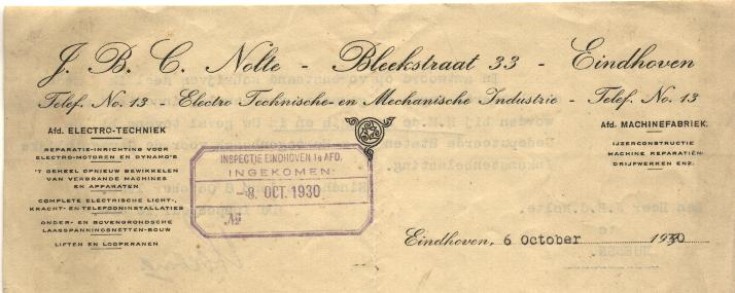 J. B. C. Nolte - Bleekstraat 33 - Eindhoven
Telef. No. 13 - Electro Technische- en Mechanische Industrie - Telef. No. 13
Afd. ELECTRO-TECHNIEK
REPARATIE-INRICHTING VOOR
ELECTRO-MOTOREN EN DYNAMO'S
'T GEHEEL OPNIEUW BEWIKKELEN
VAN VERBRANDE MACHINES
EN APPARATEN
COMPLETE ELECTRISCHE LICHT-,
KRACHT- EN TELEFOONINSTALLATIES
ONDER- EN BOVENGRONDSCHE
LAAGSPANNINGSNETTEN-BOUW
LIFTEN EN LOOPKRANEN
INSPECTIE EINDHOVEN 1e AFD.
INGEKOMEN:
-8. OCT. 1930
Afd. MACHINEFABRIEK.
IJZERCONSTRUCTIE
MACHINE REPARATIËN
DRIJFWERKEN ENZ.
Eindhoven, 6 October 1930